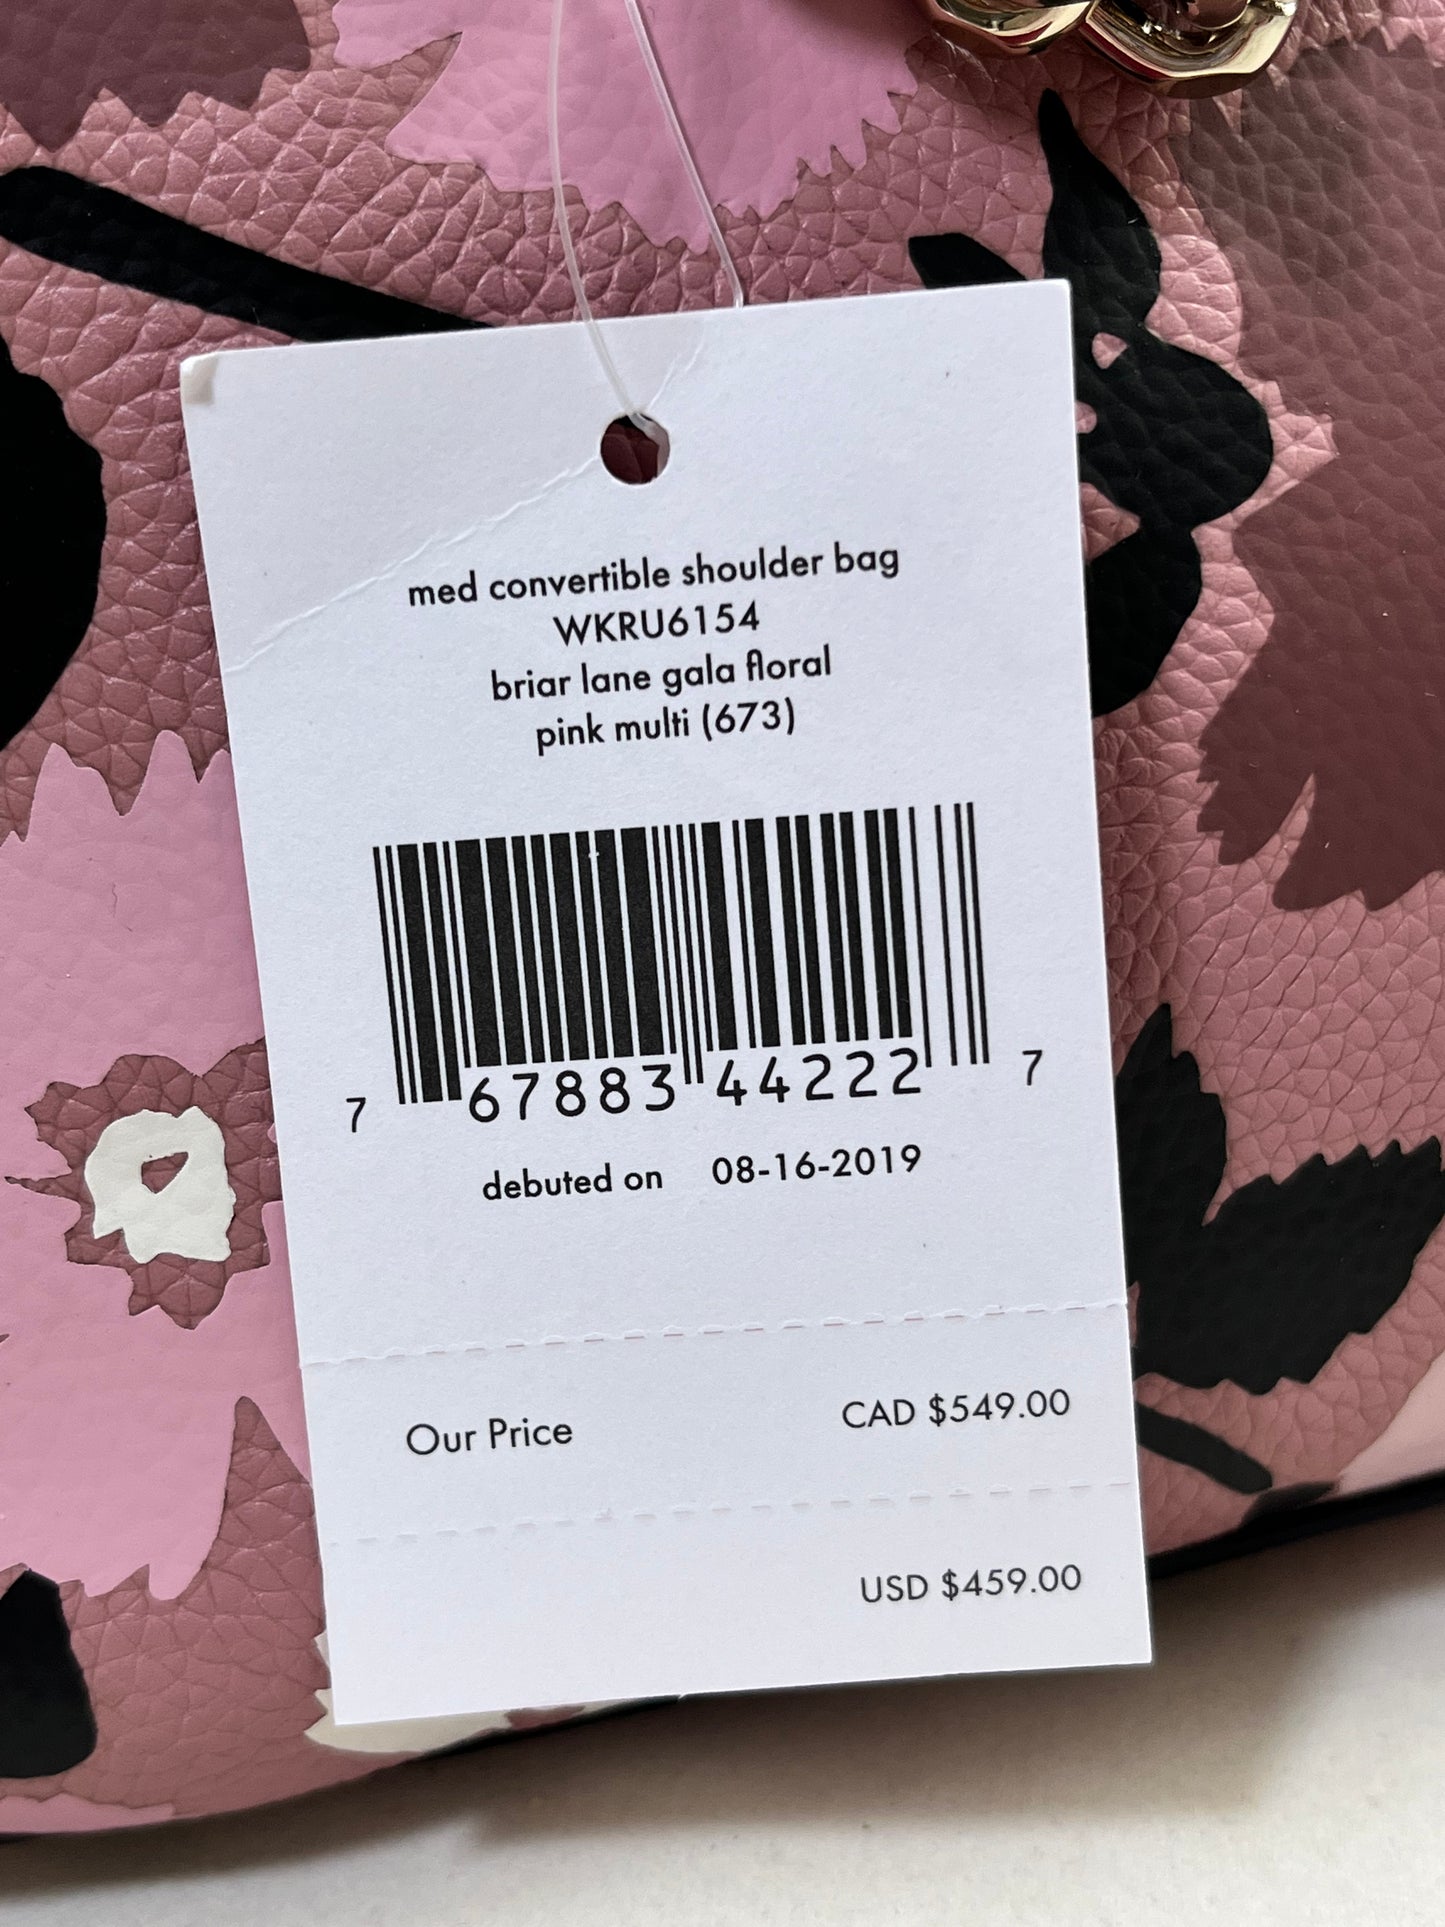 med convertible shoulder bag
WKRU6154
briar lane gala floral
pink multi (673)
7 67883 44222 7
debuted on 08-16-2019
Our Price CAD $549.00
USD $459.00